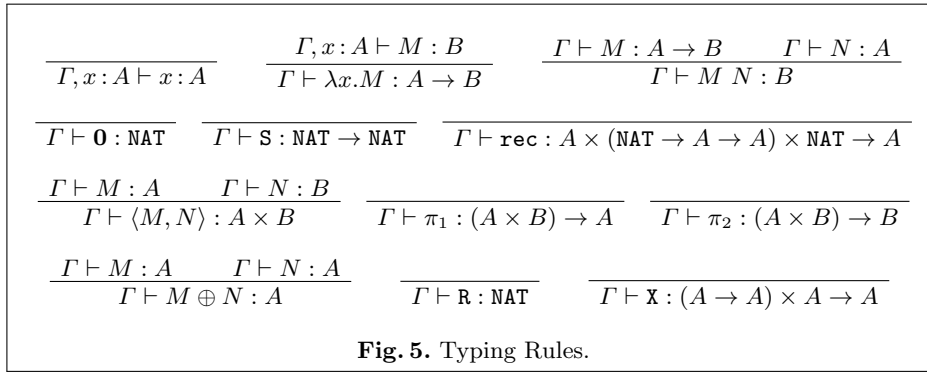 Γ, x : A ⊢ M : B Γ ⊢ M : A → B Γ ⊢ N : A
Γ, x : A ⊢ x : A Γ ⊢ λx.M : A → B Γ ⊢ M N : B
Γ ⊢ 0 : NAT Γ ⊢ S : NAT → NAT Γ ⊢ rec : A × (NAT → A → A) × NAT → A
Γ ⊢ M : A Γ ⊢ N : B
Γ ⊢ ⟨M, N⟩ : A × B Γ ⊢ π₁ : (A × B) → A Γ ⊢ π₂ : (A × B) → B
Γ ⊢ M : A Γ ⊢ N : A
Γ ⊢ M ⊕ N : A Γ ⊢ R : NAT Γ ⊢ X : (A → A) × A → A
Fig. 5. Typing Rules.